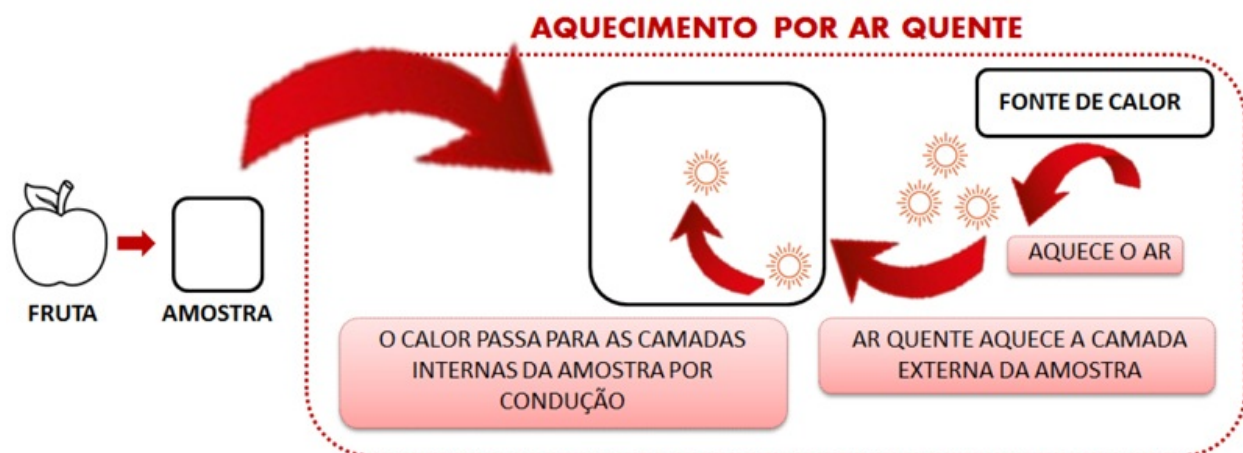 AQUECIMENTO POR AR QUENTE
FONTE DE CALOR
AQUECE O AR
FRUTA
AMOSTRA
O CALOR PASSA PARA AS CAMADAS
INTERNAS DA AMOSTRA POR
CONDUÇÃO
AR QUENTE AQUECE A CAMADA
EXTERNA DA AMOSTRA